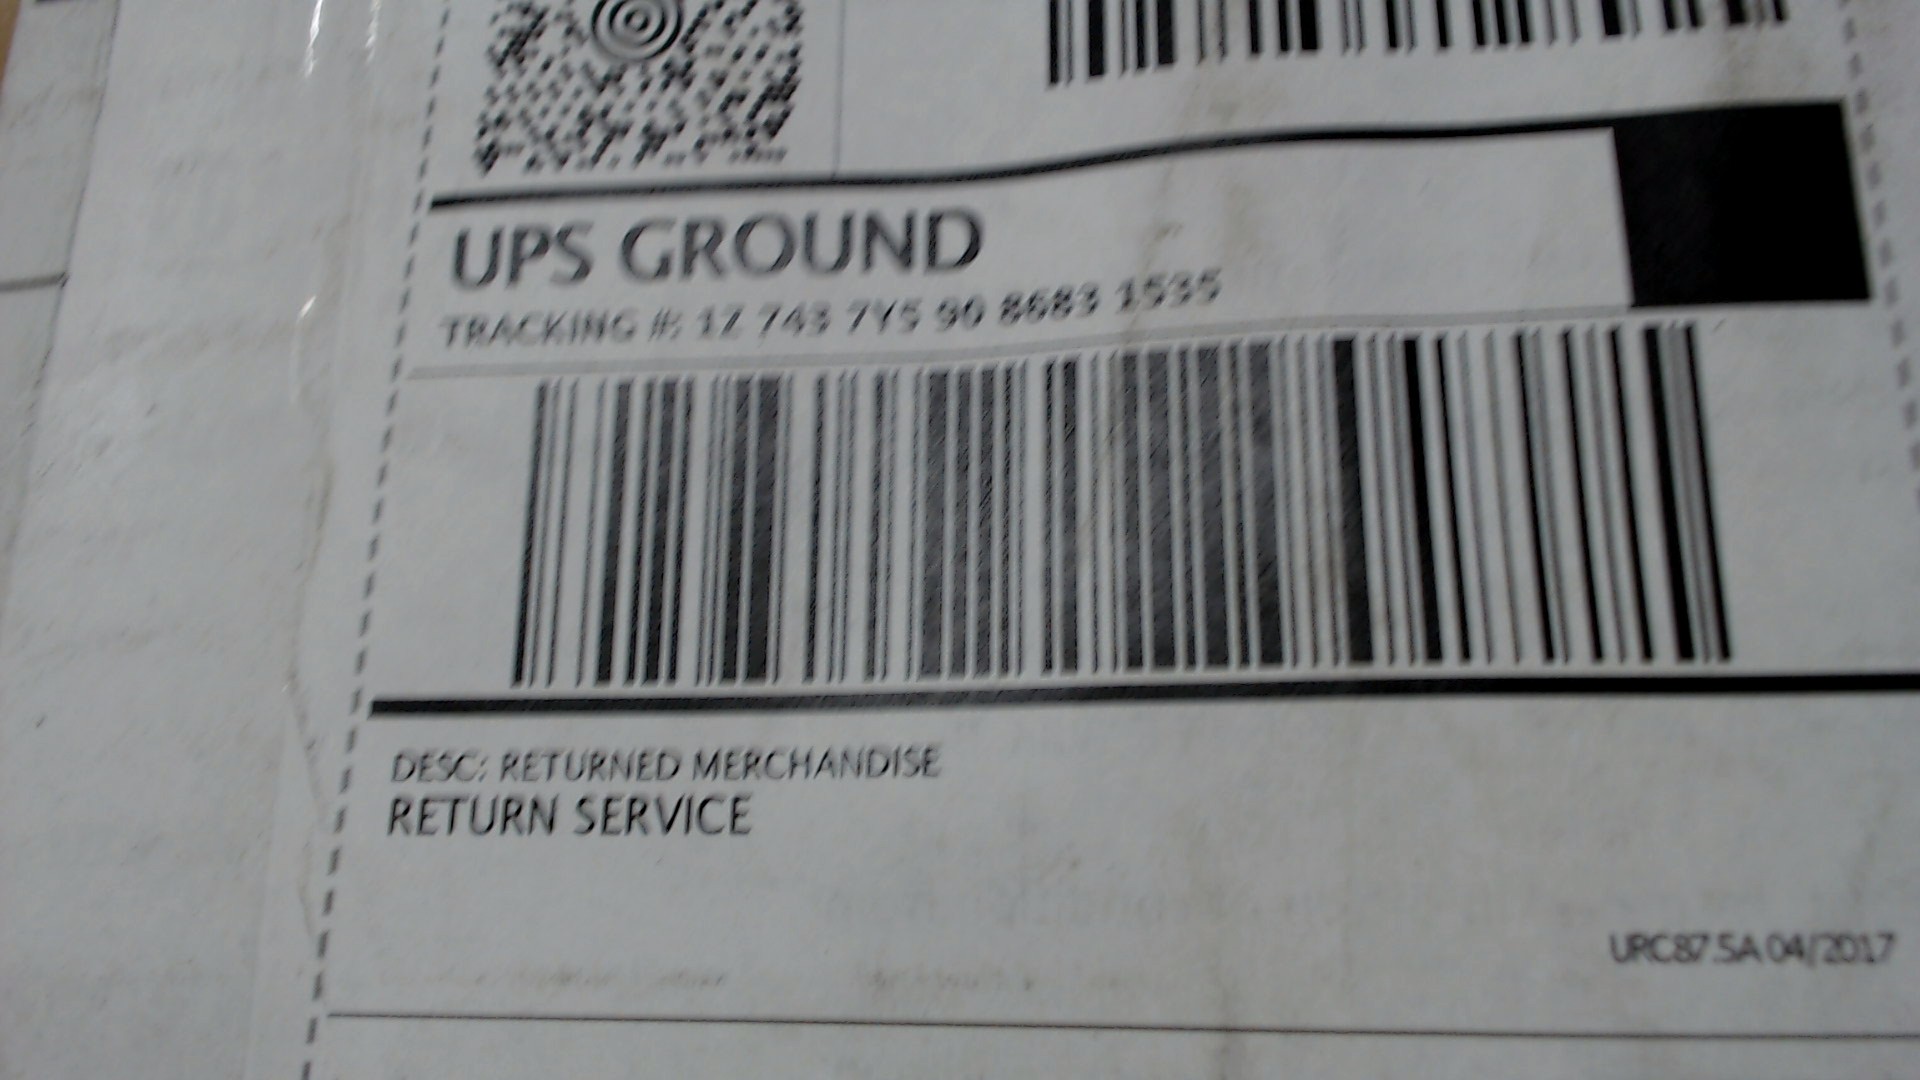 UPS GROUND
TRACKING #: 1Z 743 7Y5 90 8683 1535
DESC: RETURNED MERCHANDISE
RETURN SERVICE
URC87.5A 04/2017